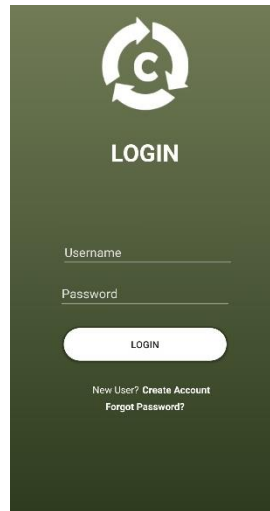 C
LOGIN
Username
Password
LOGIN
New User? Create Account
Forgot Password?